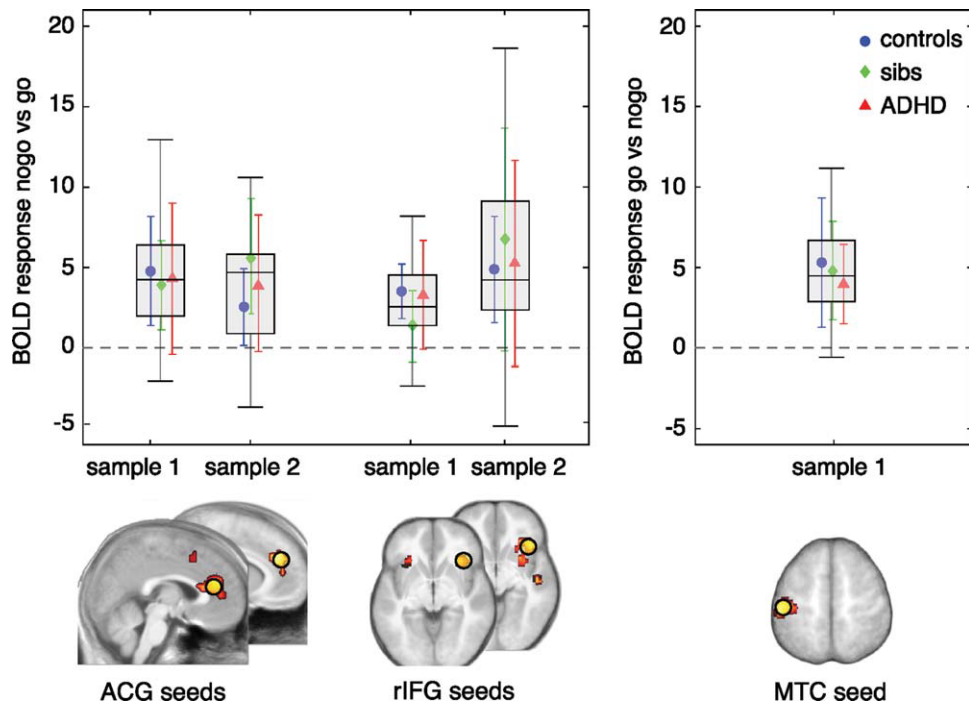 BOLD response nogo vs go
20
15
10
5
0
-5
sample 1
sample 2
sample 1
sample 2
ACG seeds
rIFG seeds
BOLD response go vs nogo
20
15
10
5
0
-5
controls
sibs
ADHD
sample 1
MTC seed